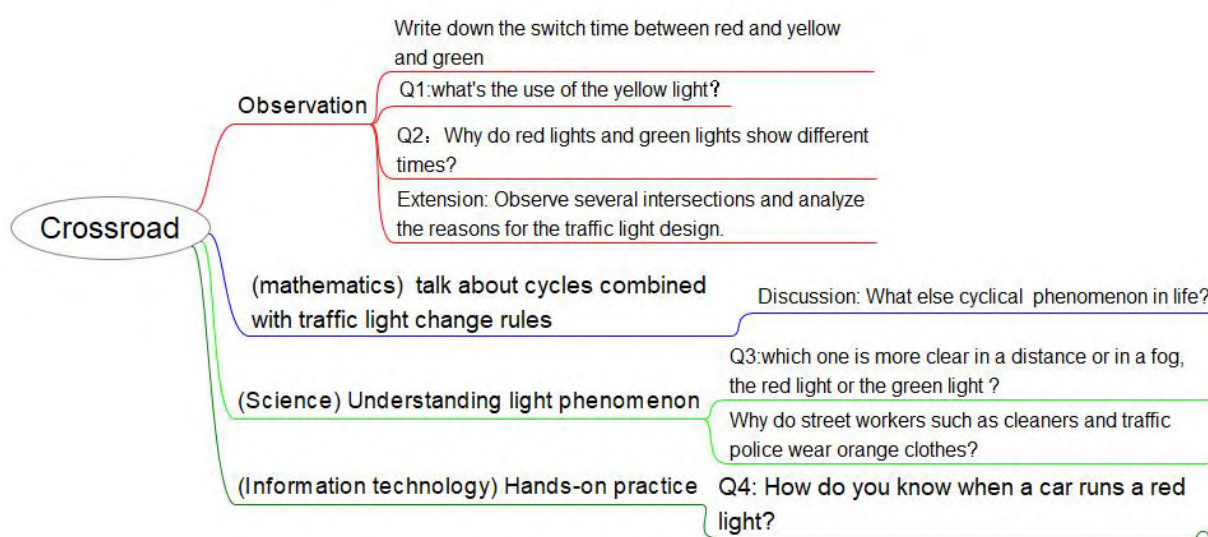 Write down the switch time between red and yellow
and green
Q1:what's the use of the yellow light?
Observation
Q2：Why do red lights and green lights show different
times?
Extension: Observe several intersections and analyze
the reasons for the traffic light design.
Crossroad
(mathematics) talk about cycles combined
with traffic light change rules
Discussion: What else cyclical phenomenon in life?
Q3:which one is more clear in a distance or in a fog,
the red light or the green light ?
(Science) Understanding light phenomenon
Why do street workers such as cleaners and traffic
police wear orange clothes?
(Information technology) Hands-on practice
Q4: How do you know when a car runs a red
light?